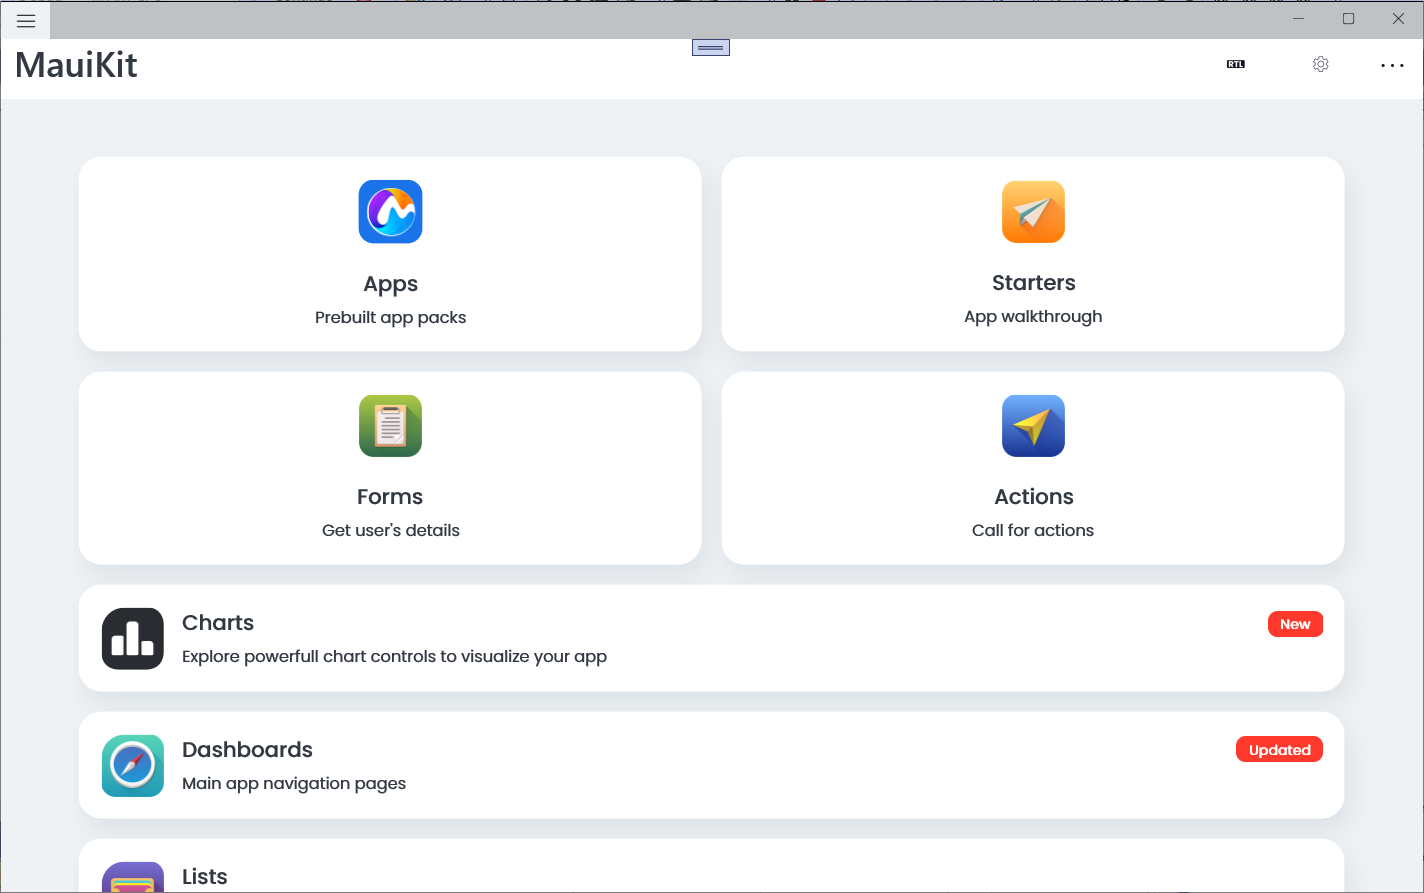 MauiKit
RTL
Apps
Prebuilt app packs
Starters
App walkthrough
Forms
Get user's details
Actions
Call for actions
Charts
New
Explore powerfull chart controls to visualize your app
Dashboards
Updated
Main app navigation pages
Lists